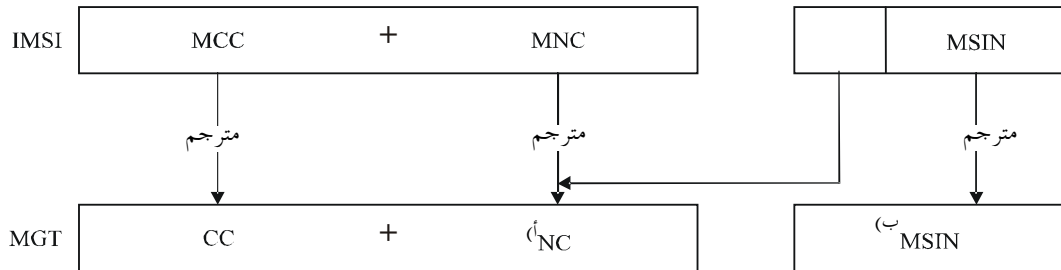 IMSI MCC + MNC MSIN
مترجم مترجم مترجم
MGT CC + NC(أ MSIN(ب